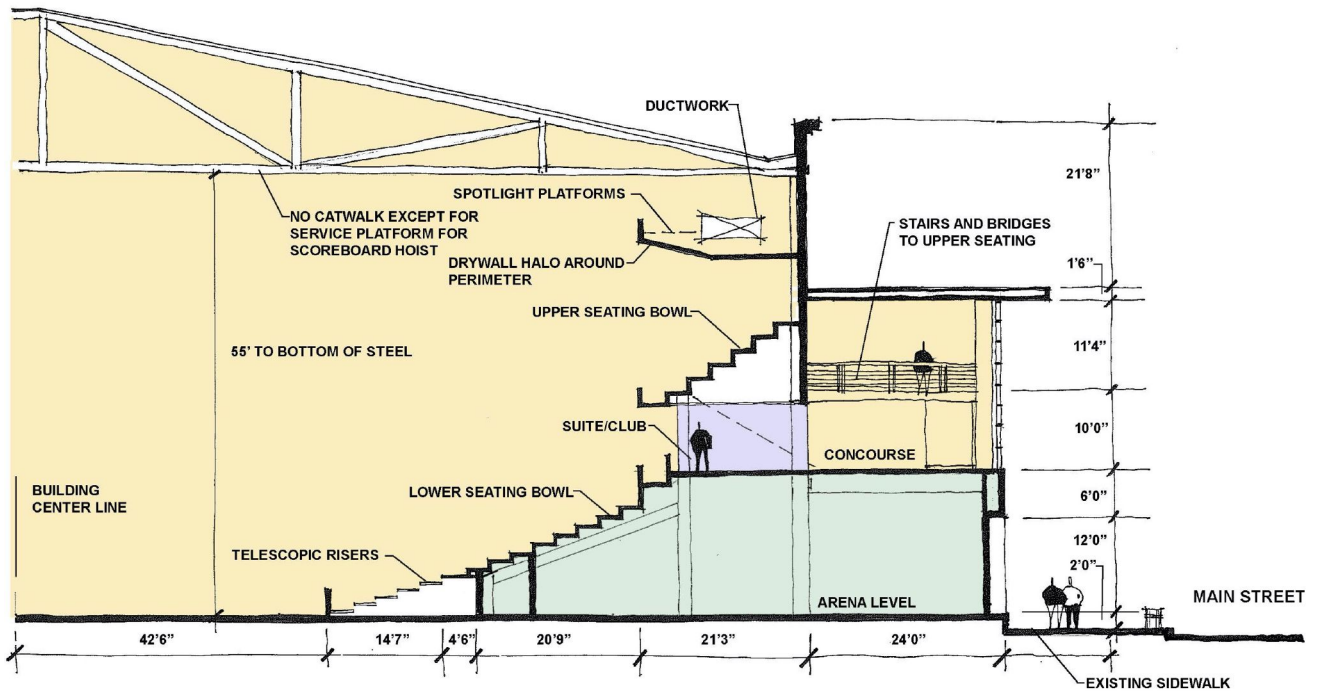 DUCTWORK
21'8"
SPOTLIGHT PLATFORMS
NO CATWALK EXCEPT FOR
SERVICE PLATFORM FOR
SCOREBOARD HOIST
STAIRS AND BRIDGES
TO UPPER SEATING
DRYWALL HALO AROUND
PERIMETER
1'6"
UPPER SEATING BOWL
55' TO BOTTOM OF STEEL
11'4"
SUITE/CLUB
CONCOURSE
10'0"
BUILDING
CENTER LINE
LOWER SEATING BOWL
6'0"
TELESCOPIC RISERS
12'0"
2'0"
ARENA LEVEL
MAIN STREET
42'6"
14'7"
4'6"
20'9"
21'3"
24'0"
EXISTING SIDEWALK